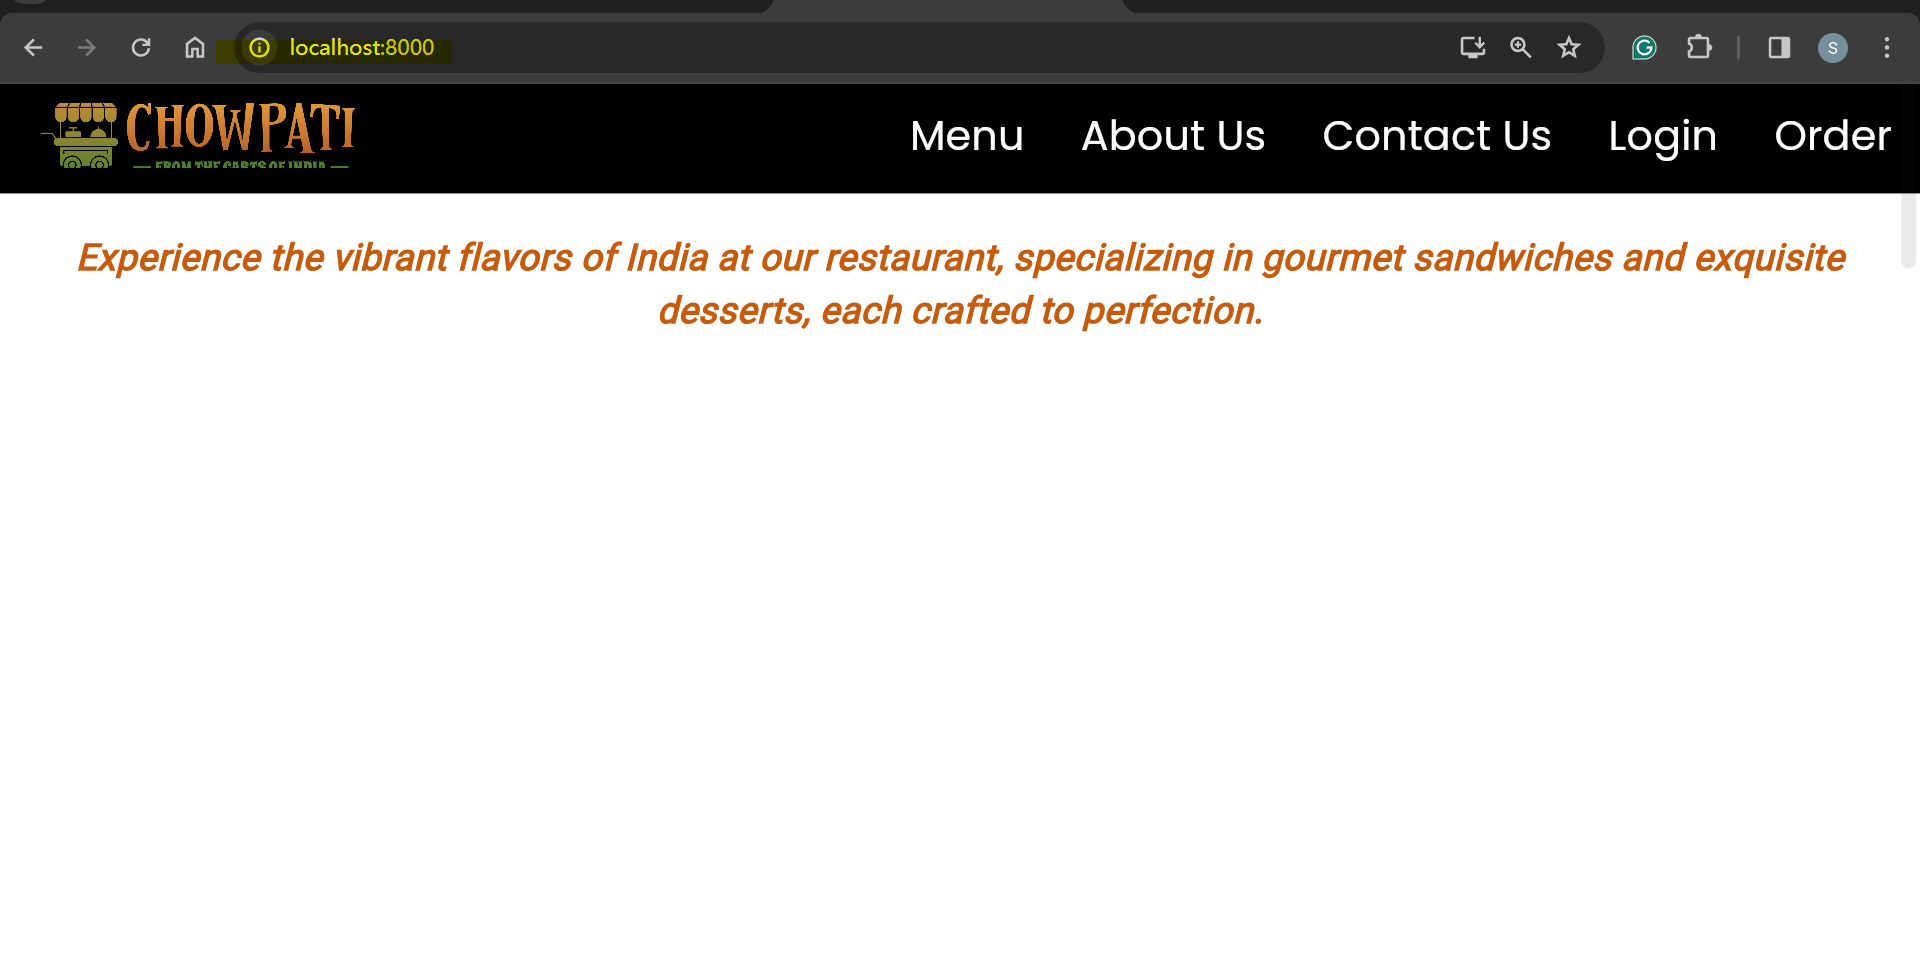 localhost:8000
S
CHOWPATI
FROM THE CARTS OF INDIA
Menu About Us Contact Us Login Order
Experience the vibrant flavors of India at our restaurant, specializing in gourmet sandwiches and exquisite
desserts, each crafted to perfection.